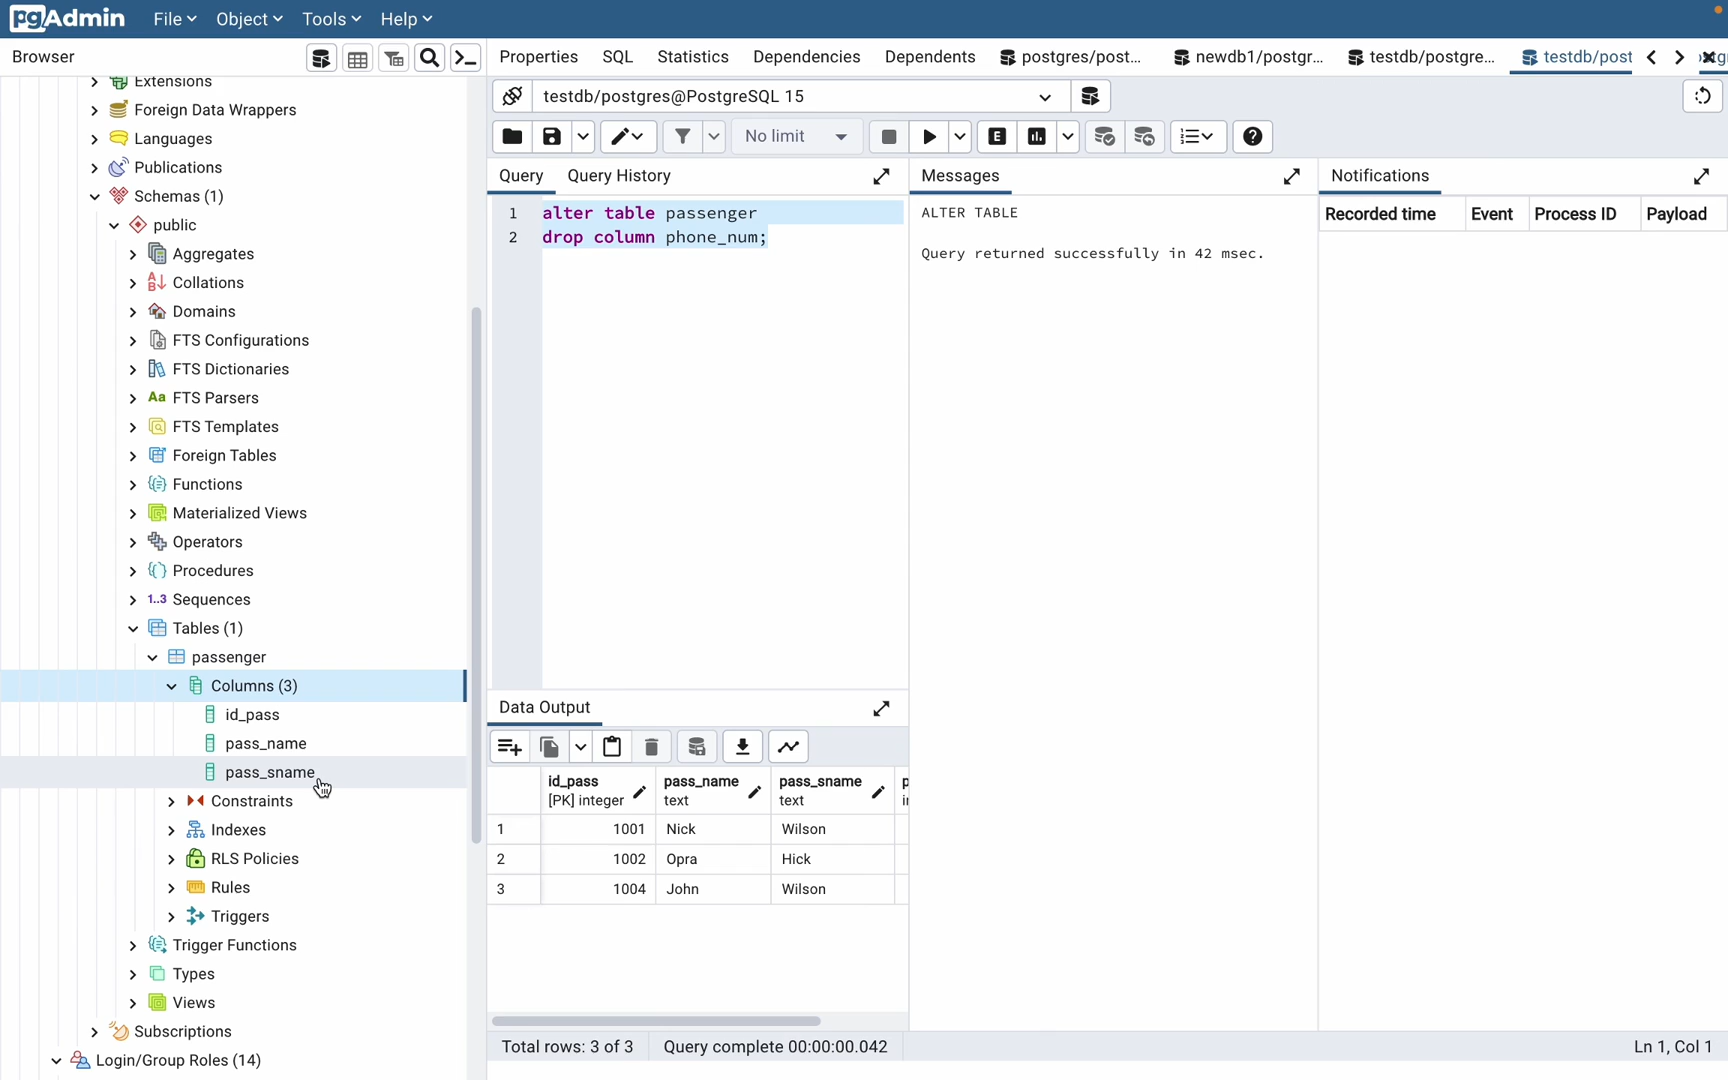 pgAdmin File Object Tools Help
Browser
Properties SQL Statistics Dependencies Dependents postgres/post... newdb1/postgr... testdb/postgre... testdb/post
Extensions
Foreign Data Wrappers
Languages
Publications
Schemas (1)
public
Aggregates
Collations
Domains
FTS Configurations
FTS Dictionaries
Aa FTS Parsers
FTS Templates
Foreign Tables
Functions
Materialized Views
Operators
Procedures
1..3 Sequences
Tables (1)
passenger
Columns (3)
id_pass
pass_name
pass_sname
Constraints
Indexes
RLS Policies
Rules
Triggers
Trigger Functions
Types
Views
Subscriptions
Login/Group Roles (14)
testdb/postgres@PostgreSQL 15
No limit
E
Query Query History
1 alter table passenger
2 drop column phone_num;
Messages
ALTER TABLE
Query returned successfully in 42 msec.
Notifications
Recorded time Event Process ID Payload
Data Output
id_pass pass_name pass_sname
[PK] integer text text
1 1001 Nick Wilson
2 1002 Opra Hick
3 1004 John Wilson
Total rows: 3 of 3 Query complete 00:00:00.042 Ln 1, Col 1